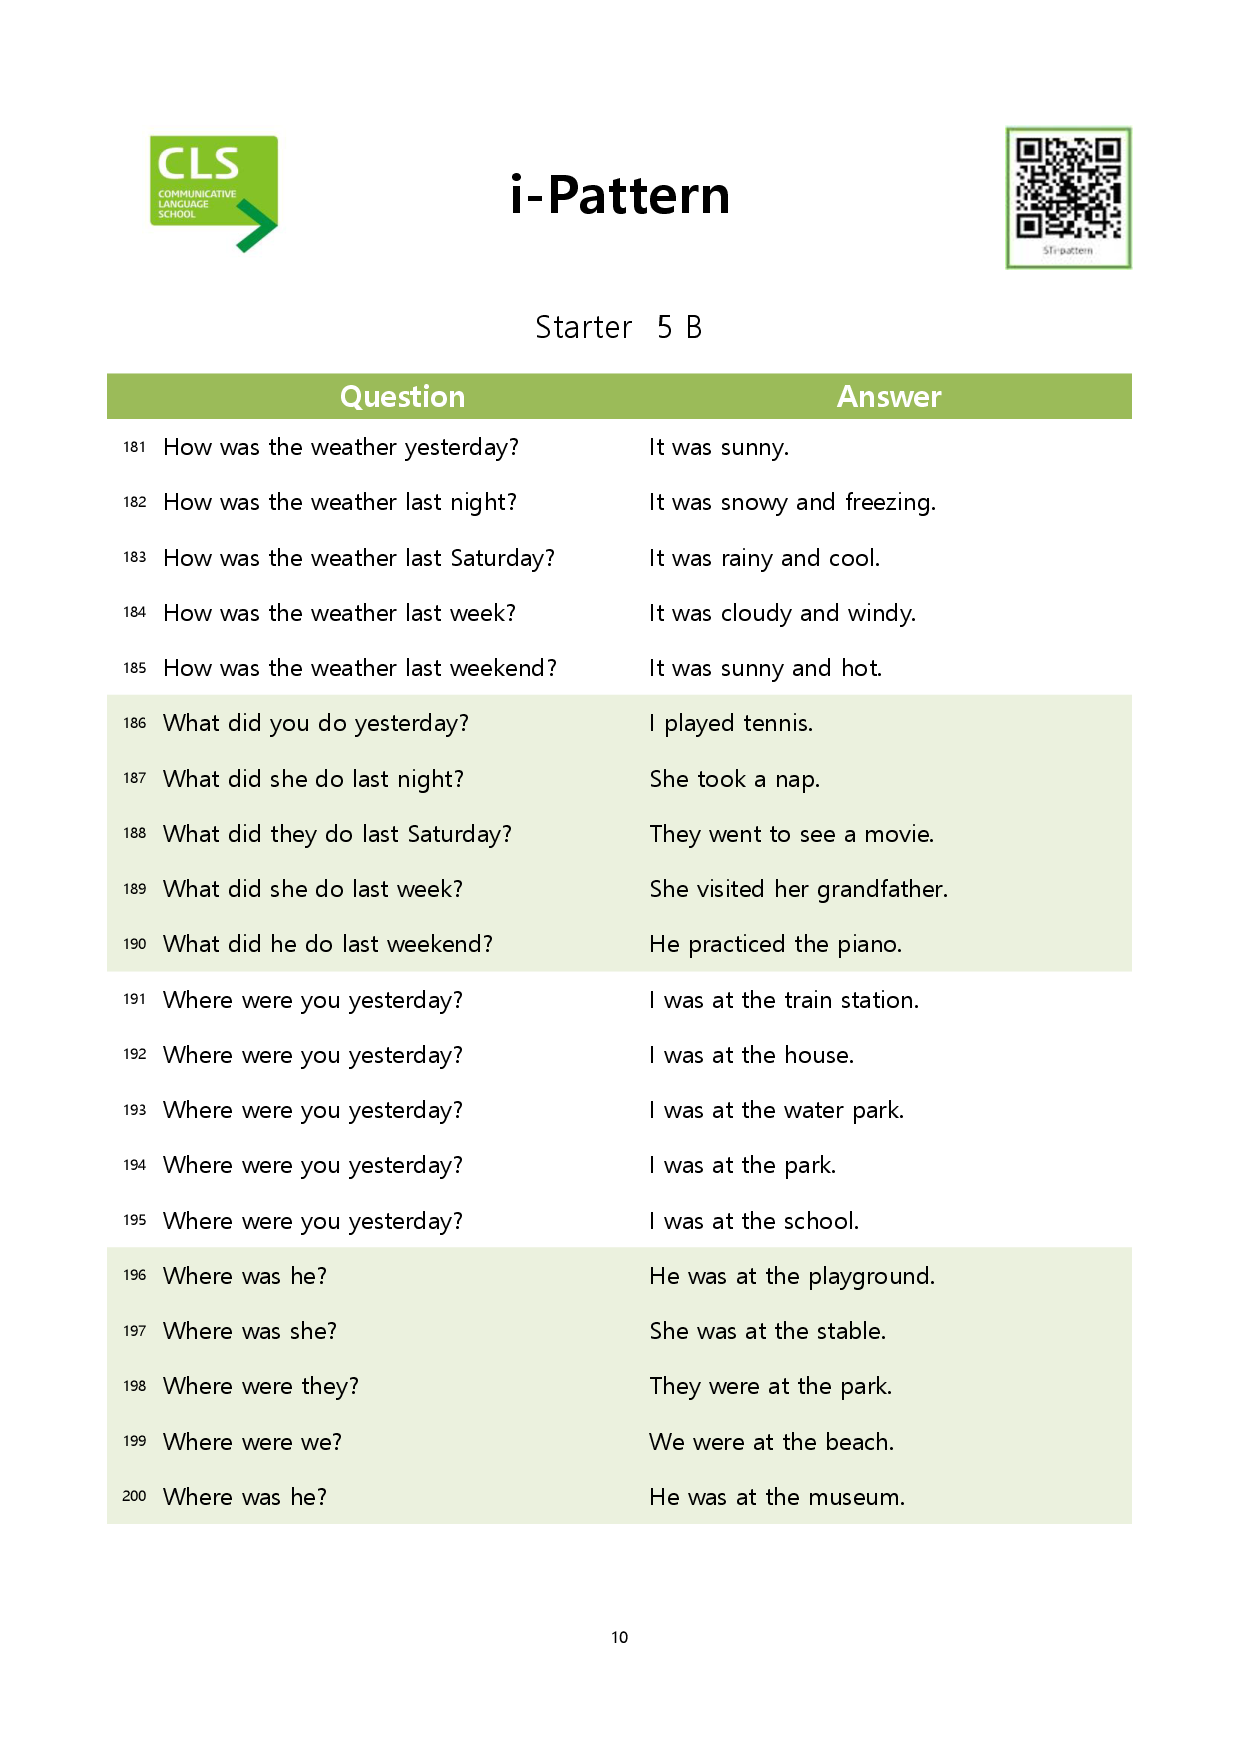 CLS
COMMUNICATIVE
LANGUAGE
SCHOOL
i-Pattern
STi-pattern
Starter 5 B
Question Answer
181 How was the weather yesterday? It was sunny.
182 How was the weather last night? It was snowy and freezing.
183 How was the weather last Saturday? It was rainy and cool.
184 How was the weather last week? It was cloudy and windy.
185 How was the weather last weekend? It was sunny and hot.
186 What did you do yesterday? I played tennis.
187 What did she do last night? She took a nap.
188 What did they do last Saturday? They went to see a movie.
189 What did she do last week? She visited her grandfather.
190 What did he do last weekend? He practiced the piano.
191 Where were you yesterday? I was at the train station.
192 Where were you yesterday? I was at the house.
193 Where were you yesterday? I was at the water park.
194 Where were you yesterday? I was at the park.
195 Where were you yesterday? I was at the school.
196 Where was he? He was at the playground.
197 Where was she? She was at the stable.
198 Where were they? They were at the park.
199 Where were we? We were at the beach.
200 Where was he? He was at the museum.
10